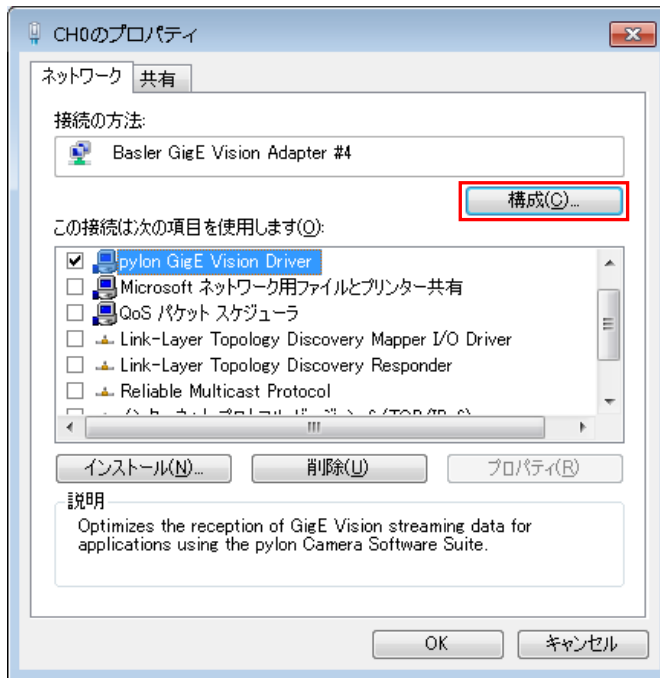 CH0のプロパティ
ネットワーク 共有
接続の方法:
Basler GigE Vision Adapter #4
構成(C)...
この接続は次の項目を使用します(O):
pylon GigE Vision Driver
Microsoft ネットワーク用ファイルとプリンター共有
QoS パケット スケジューラ
Link-Layer Topology Discovery Mapper I/O Driver
Link-Layer Topology Discovery Responder
Reliable Multicast Protocol
インストール(N)... 削除(U) プロパティ(R)
説明
Optimizes the reception of GigE Vision streaming data for
applications using the pylon Camera Software Suite.
OK キャンセル